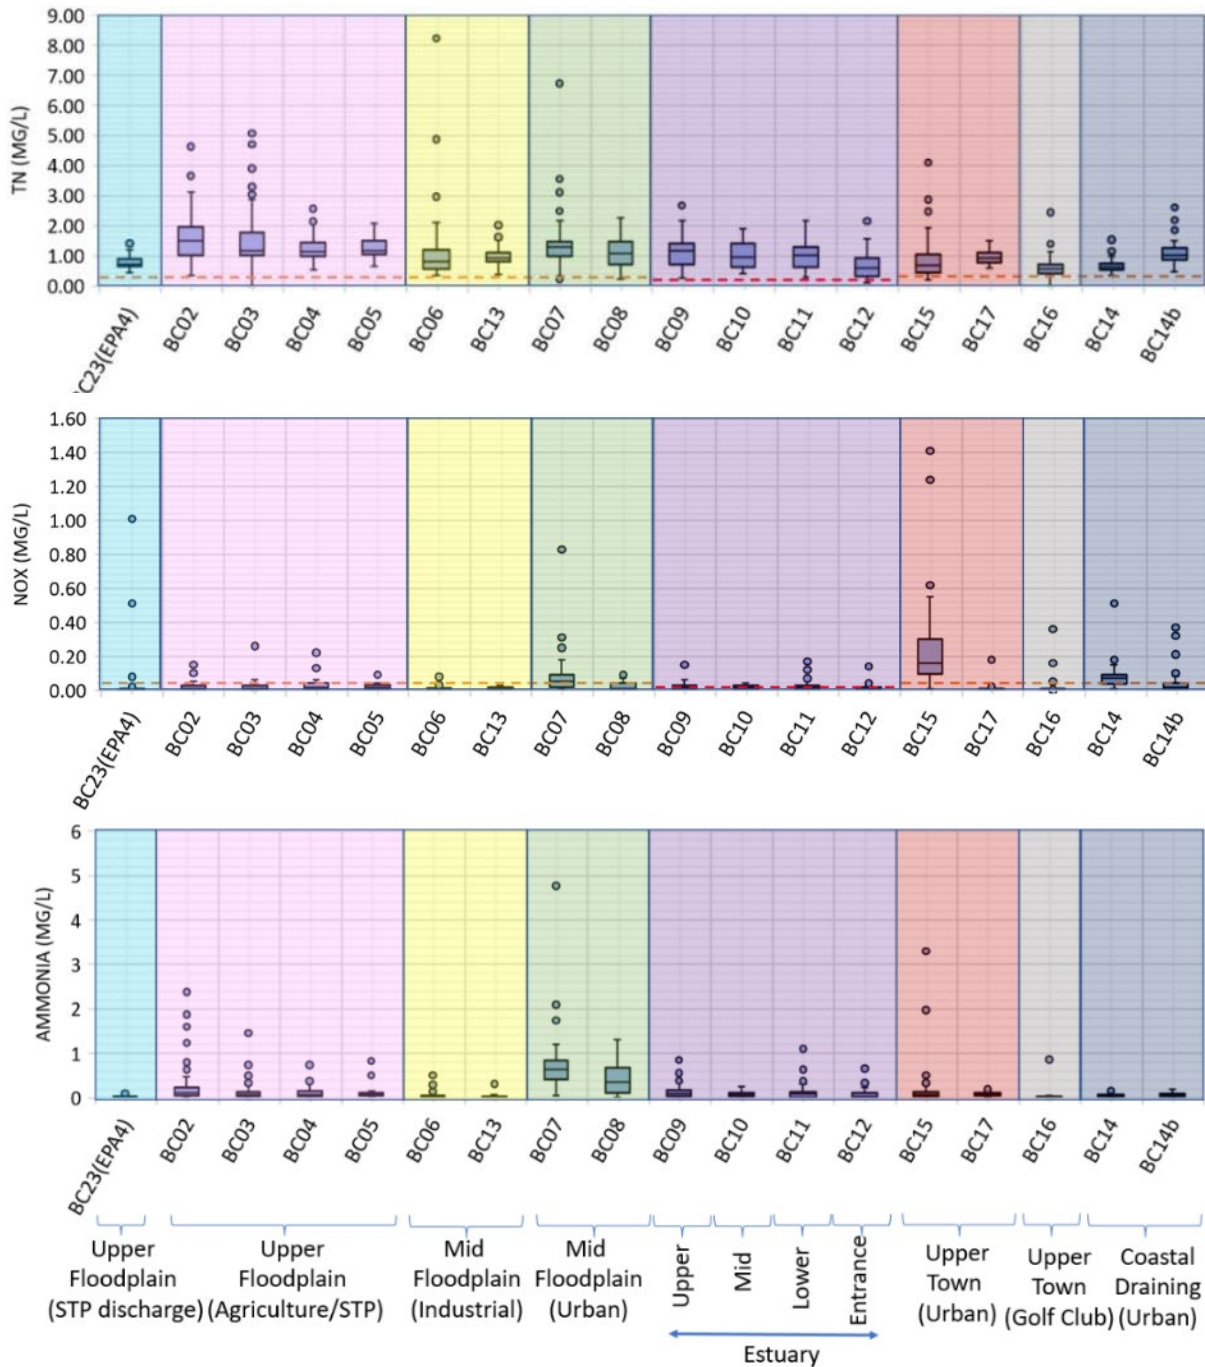 TN (MG/L)
9.00
8.00
7.00
6.00
5.00
4.00
3.00
2.00
1.00
0.00
BC23(EPA4) BC02 BC03 BC04 BC05 BC06 BC13 BC07 BC08 BC09 BC10 BC11 BC12 BC15 BC17 BC16 BC14 BC14b
NOX (MG/L)
1.60
1.40
1.20
1.00
0.80
0.60
0.40
0.20
0.00
BC23(EPA4) BC02 BC03 BC04 BC05 BC06 BC13 BC07 BC08 BC09 BC10 BC11 BC12 BC15 BC17 BC16 BC14 BC14b
AMMONIA (MG/L)
6
5
4
3
2
1
0
BC23(EPA4) BC02 BC03 BC04 BC05 BC06 BC13 BC07 BC08 BC09 BC10 BC11 BC12 BC15 BC17 BC16 BC14 BC14b
Upper
Floodplain
(STP discharge)
Upper
Floodplain
(Agriculture/STP)
Mid
Floodplain
(Industrial)
Mid
Floodplain
(Urban)
Upper
Mid
Lower
Entrance
Estuary
Upper
Town
(Urban)
Upper
Town
(Golf Club)
Coastal
Draining
(Urban)